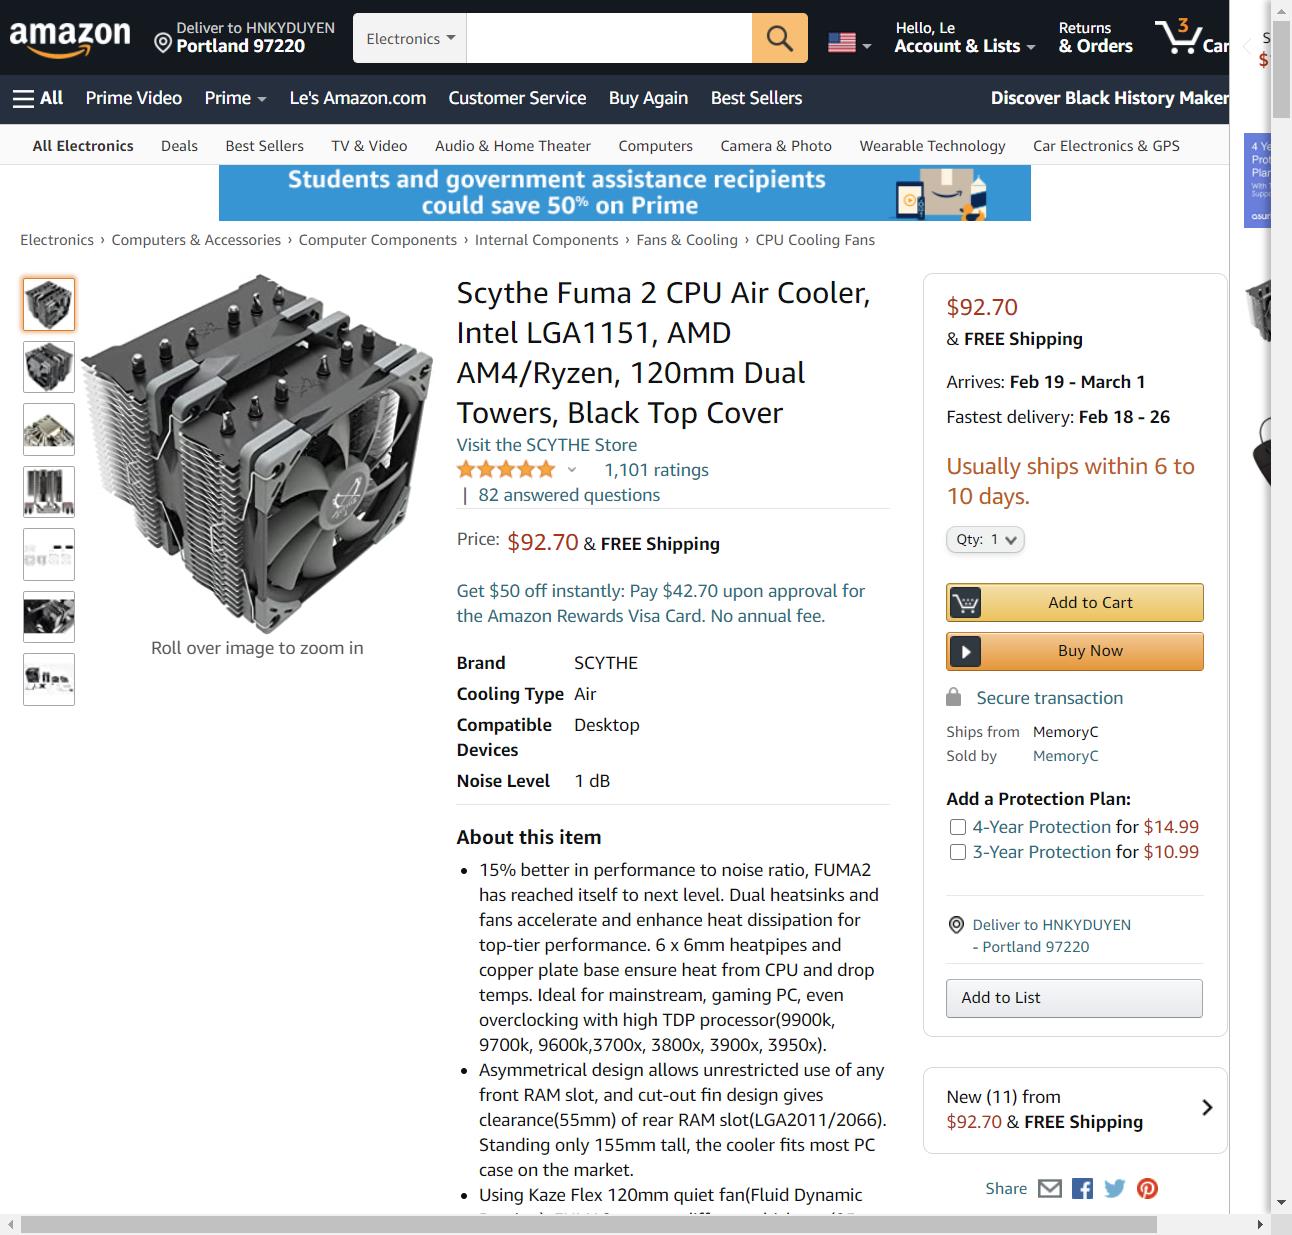 amazon
Deliver to HNKYDUYEN
Portland 97220
Electronics
Hello, Le
Account & Lists
Returns
& Orders
3
All
Prime Video
Prime
Le's Amazon.com
Customer Service
Buy Again
Best Sellers
Discover Black History
All Electronics
Deals
Best Sellers
TV & Video
Audio & Home Theater
Computers
Camera & Photo
Wearable Technology
Car Electronics & GPS
Students and government assistance recipients
could save 50% on Prime
Electronics › Computers & Accessories › Computer Components › Internal Components › Fans & Cooling › CPU Cooling Fans
Roll over image to zoom in
Scythe Fuma 2 CPU Air Cooler,
Intel LGA1151, AMD
AM4/Ryzen, 120mm Dual
Towers, Black Top Cover
Visit the SCYTHE Store
1,101 ratings
| 82 answered questions
Price: $92.70 & FREE Shipping
Get $50 off instantly: Pay $42.70 upon approval for
the Amazon Rewards Visa Card. No annual fee.
Brand SCYTHE
Cooling Type Air
Compatible Desktop
Devices
Noise Level 1 dB
About this item
• 15% better in performance to noise ratio, FUMA2
has reached itself to next level. Dual heatsinks and
fans accelerate and enhance heat dissipation for
top-tier performance. 6 x 6mm heatpipes and
copper plate base ensure heat from CPU and drop
temps. Ideal for mainstream, gaming PC, even
overclocking with high TDP processor(9900k,
9700k, 9600k,3700x, 3800x, 3900x, 3950x).
• Asymmetrical design allows unrestricted use of any
front RAM slot, and cut-out fin design gives
clearance(55mm) of rear RAM slot(LGA2011/2066).
Standing only 155mm tall, the cooler fits most PC
case on the market.
• Using Kaze Flex 120mm quiet fan(Fluid Dynamic
$92.70
& FREE Shipping
Arrives: Feb 19 - March 1
Fastest delivery: Feb 18 - 26
Usually ships within 6 to
10 days.
Qty: 1
Add to Cart
Buy Now
Secure transaction
Ships from MemoryC
Sold by MemoryC
Add a Protection Plan:
4-Year Protection for $14.99
3-Year Protection for $10.99
Deliver to HNKYDUYEN
- Portland 97220
Add to List
New (11) from
$92.70 & FREE Shipping
Share